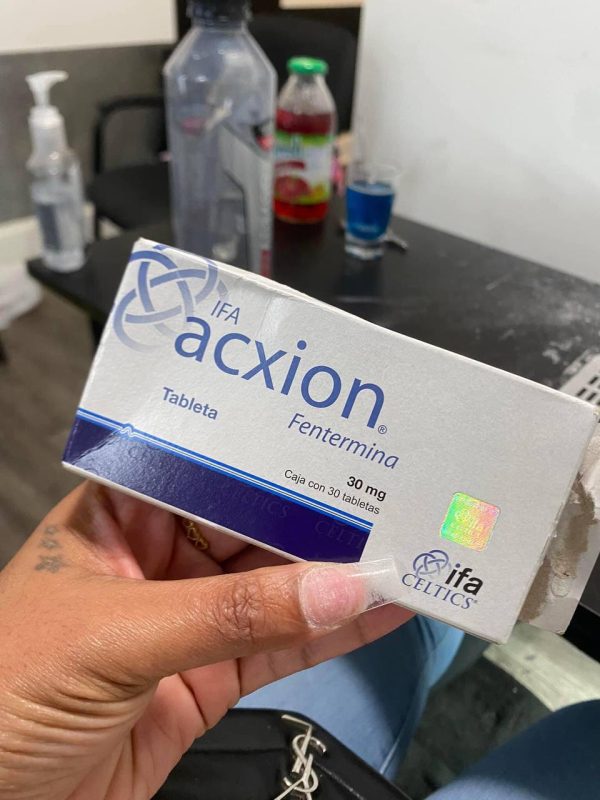 IFA
acxion®
Tableta
Fentermina
30 mg
Caja con 30 tabletas
ifa
CELTICS®